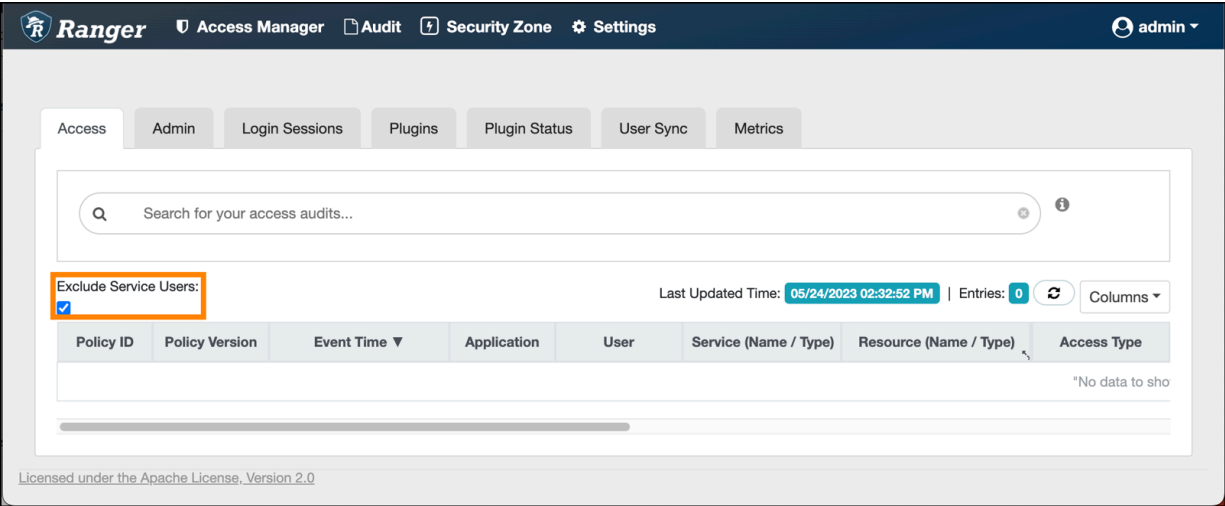 Ranger Access Manager Audit Security Zone Settings admin
Access Admin Login Sessions Plugins Plugin Status User Sync Metrics
Search for your access audits...
Exclude Service Users:
Last Updated Time: 05/24/2023 02:32:52 PM | Entries: 0 Columns
Policy ID Policy Version Event Time ▼ Application User Service (Name / Type) Resource (Name / Type) Access Type
"No data to sho
Licensed under the Apache License, Version 2.0